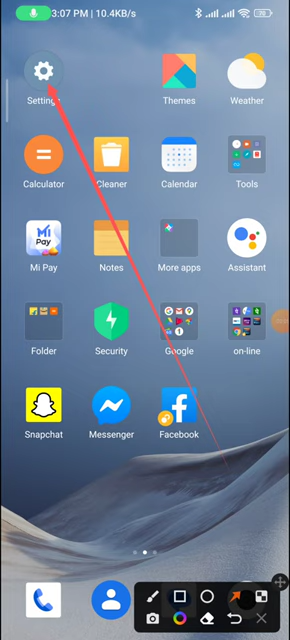 3:07 PM | 10.4KB/s
Settings
Themes
Weather
Calculator
Cleaner
Calendar
Tools
Mi
Pay
Mi Pay
Notes
More apps
Assistant
Folder
Security
Google
on-line
Snapchat
Messenger
Facebook